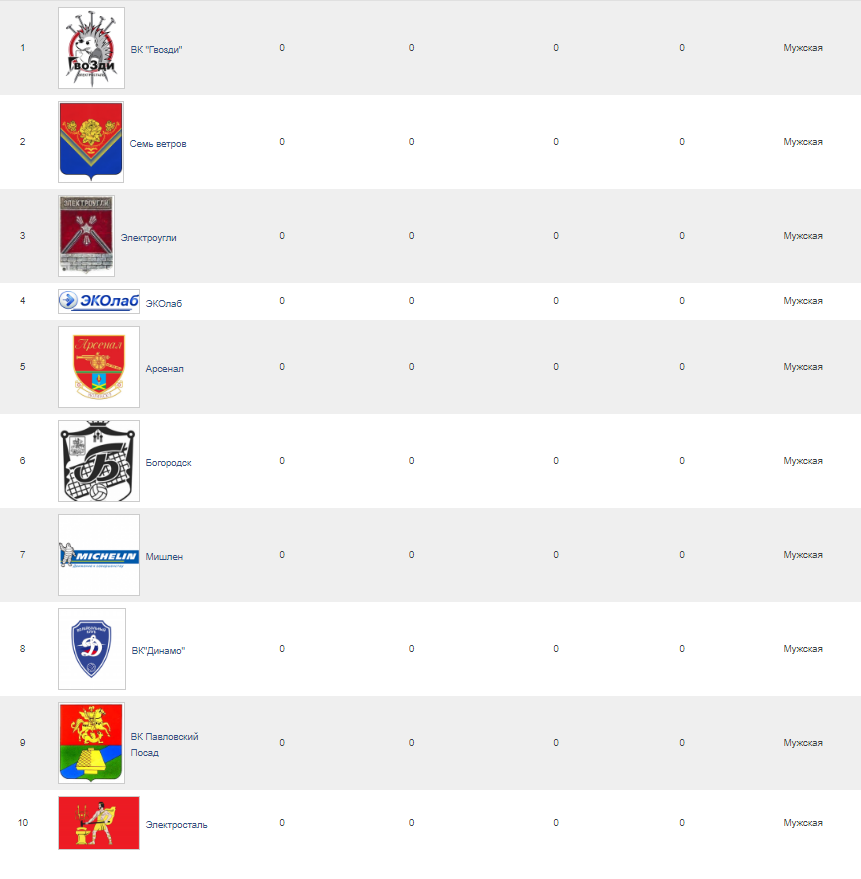 1 ГвоЗди ВК "Гвозди" 0 0 0 0 Мужская
2 Семь ветров 0 0 0 0 Мужская
3 ЭЛЕКТРОУГЛИ Электроугли 0 0 0 0 Мужская
4 ЭКОлаб ЭКОлаб 0 0 0 0 Мужская
5 Арсенал Арсенал 0 0 0 0 Мужская
6 Б Богородск 0 0 0 0 Мужская
7 MICHELIN Мишлен 0 0 0 0 Мужская
8 Д ВК"Динамо" 0 0 0 0 Мужская
9 ВК Павловский
Посад 0 0 0 0 Мужская
10 Электросталь 0 0 0 0 Мужская